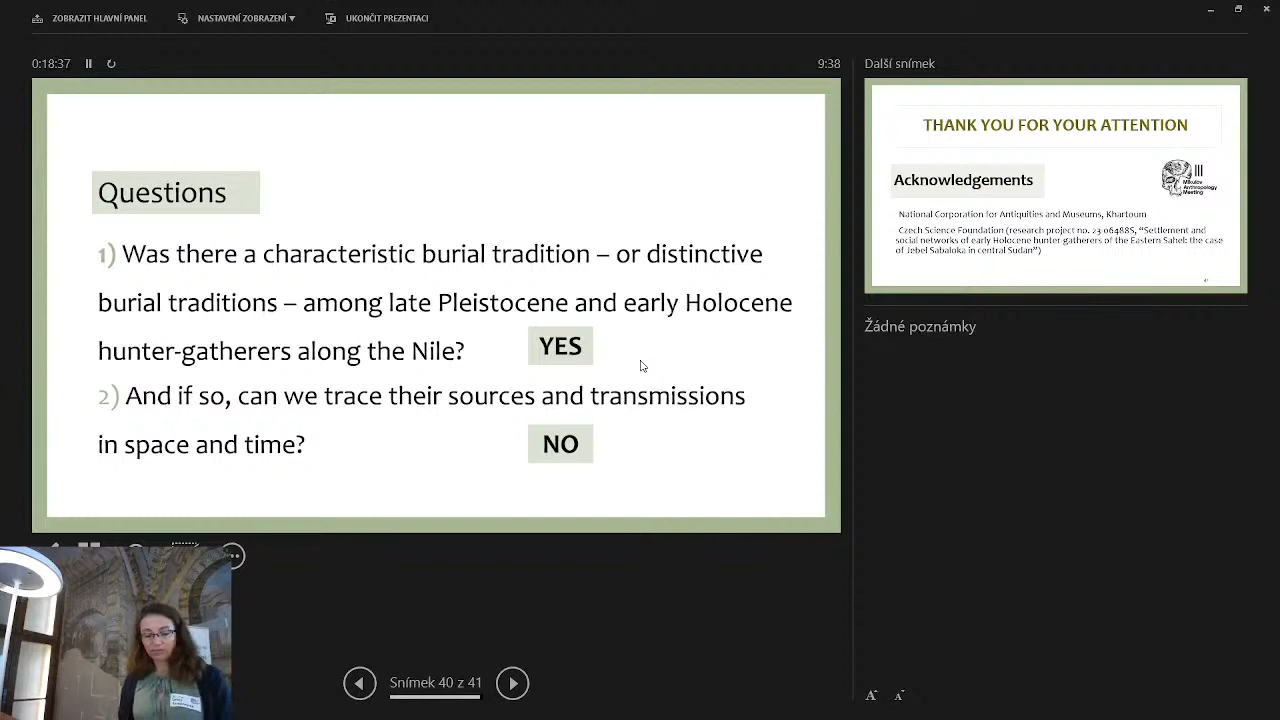 ZOBRAZIT HLAVNÍ PANEL
NASTAVENÍ ZOBRAZENÍ ▼
UKONČIT PREZENTACI
0:18:37
9:38
Další snímek
Questions
1) Was there a characteristic burial tradition – or distinctive
burial traditions – among late Pleistocene and early Holocene
hunter-gatherers along the Nile?
YES
2) And if so, can we trace their sources and transmissions
in space and time?
NO
THANK YOU FOR YOUR ATTENTION
Acknowledgements
III
Mikulov
Anthropology
Meeting
National Corporation for Antiquities and Museums, Khartoum
Czech Science Foundation (research project no. 23-06488S, “Settlement and
social networks of early Holocene hunter-gatherers of the Eastern Sahel: the case
of Jebel Sabaloka in central Sudan”)
41
Žádné poznámky
Snímek 40 z 41
A
A